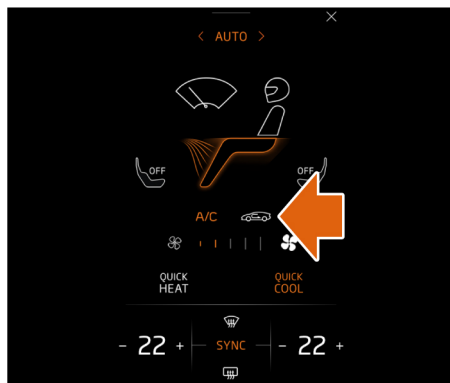 < AUTO >
OFF
OFF
A/C
QUICK
HEAT
QUICK
COOL
- 22 + SYNC - 22 +